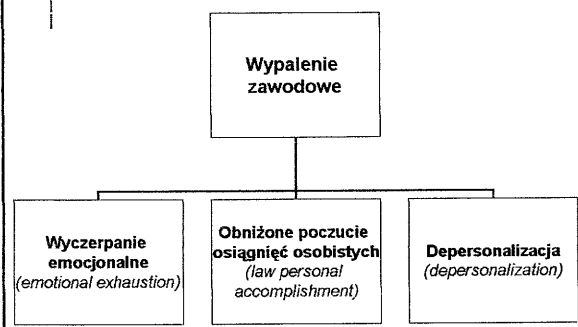 Wypalenie
zawodowe
Wyczerpanie
emocjonalne
(emotional exhaustion)
Obniżone poczucie
osiągnięć osobistych
(law personal
accomplishment)
Depersonalizacja
(depersonalization)